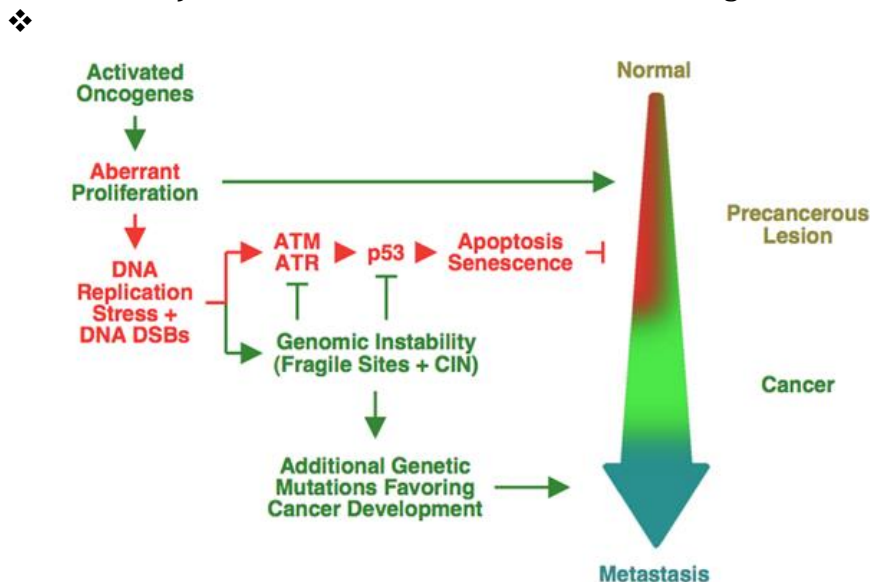 Activated
Oncogenes
Aberrant
Proliferation
DNA
Replication
Stress +
DNA DSBs
ATM
ATR
p53
Apoptosis
Senescence
Genomic Instability
(Fragile Sites + CIN)
Additional Genetic
Mutations Favoring
Cancer Development
Normal
Precancerous
Lesion
Cancer
Metastasis